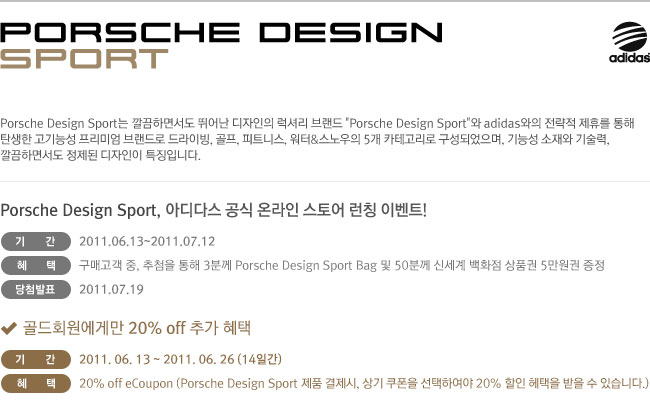 PORSCHE DESIGN
SPORT
adidas
Porsche Design Sport는 깔끔하면서도 뛰어난 디자인의 럭셔리 브랜드 "Porsche Design Sport"와 adidas와의 전략적 제휴를 통해
탄생한 고기능성 프리미엄 브랜드로 드라이빙, 골프, 피트니스, 워터&스노우의 5개 카테고리로 구성되었으며, 기능성 소재와 기술력,
깔끔하면서도 정제된 디자인이 특징입니다.
Porsche Design Sport, 아디다스 공식 온라인 스토어 런칭 이벤트!
기 간 2011.06.13~2011.07.12
혜 택 구매고객 중, 추첨을 통해 3분께 Porsche Design Sport Bag 및 50분께 신세계 백화점 상품권 5만원권 증정
당첨발표 2011.07.19
골드회원에게만 20% off 추가 혜택
기 간 2011. 06. 13 ~ 2011. 06. 26 (14일간)
혜 택 20% off eCoupon (Porsche Design Sport 제품 결제시, 상기 쿠폰을 선택하여야 20% 할인 혜택을 받을 수 있습니다.)